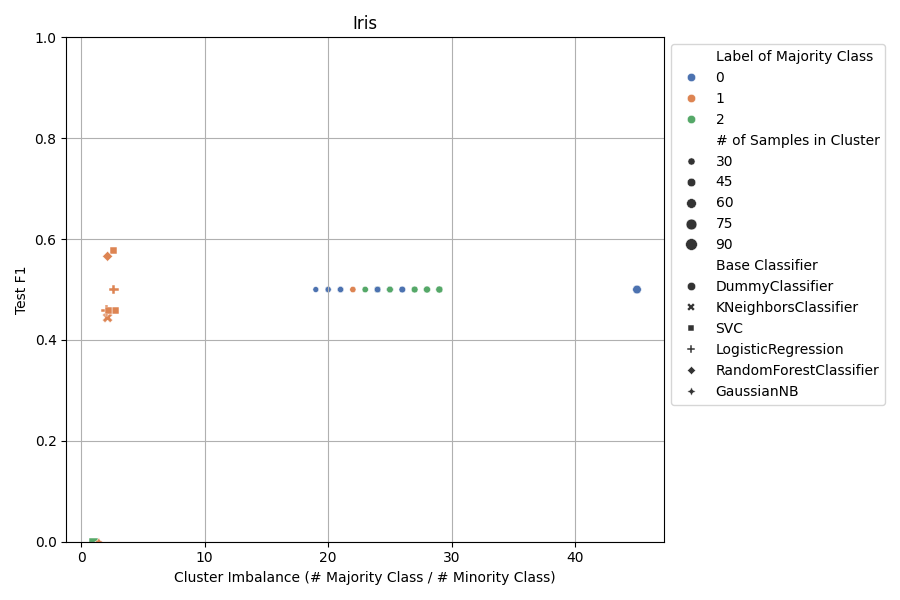 Iris
1.0
0.8
0.6
0.4
0.2
0.0
Test F1
0 10 20 30 40
Cluster Imbalance (# Majority Class / # Minority Class)
Label of Majority Class
0
1
2
# of Samples in Cluster
30
45
60
75
90
Base Classifier
DummyClassifier
KNeighborsClassifier
SVC
LogisticRegression
RandomForestClassifier
GaussianNB